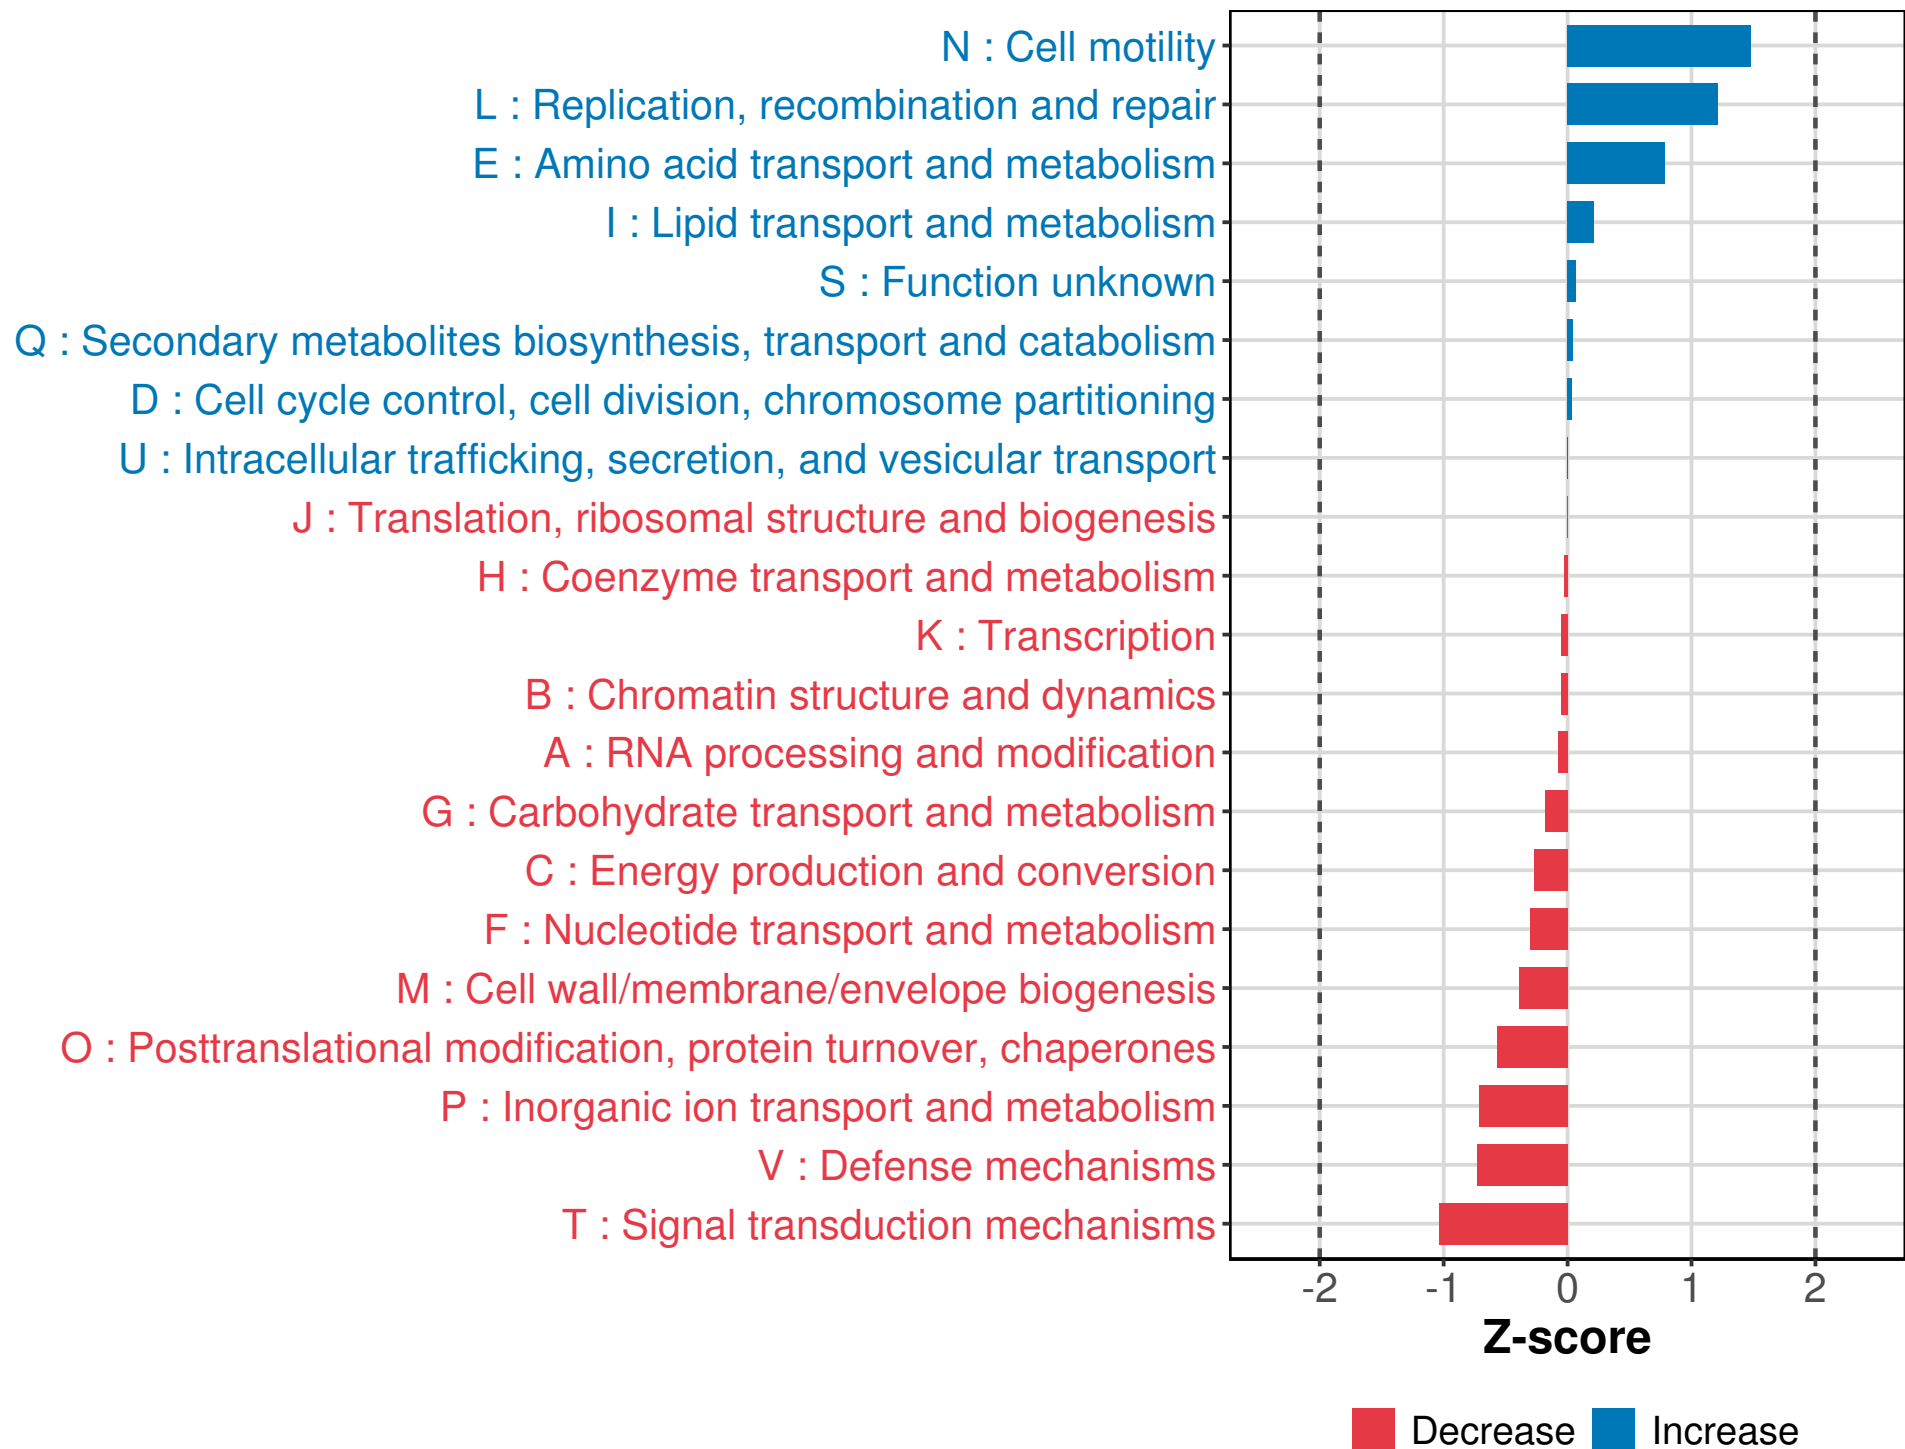 N : Cell motility
L : Replication, recombination and repair
E : Amino acid transport and metabolism
I : Lipid transport and metabolism
S : Function unknown
Q : Secondary metabolites biosynthesis, transport and catabolism
D : Cell cycle control, cell division, chromosome partitioning
U : Intracellular trafficking, secretion, and vesicular transport
J : Translation, ribosomal structure and biogenesis
H : Coenzyme transport and metabolism
K : Transcription
B : Chromatin structure and dynamics
A : RNA processing and modification
G : Carbohydrate transport and metabolism
C : Energy production and conversion
F : Nucleotide transport and metabolism
M : Cell wall/membrane/envelope biogenesis
O : Posttranslational modification, protein turnover, chaperones
P : Inorganic ion transport and metabolism
V : Defense mechanisms
T : Signal transduction mechanisms
-2 -1 0 1 2
Z-score
Decrease Increase